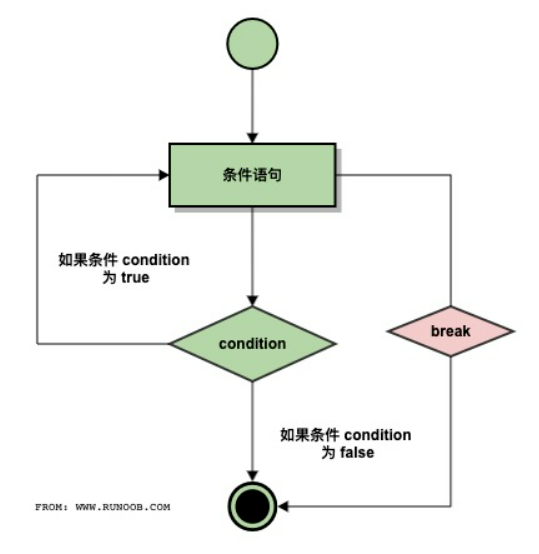 条件语句
如果条件 condition
为 true
condition
break
如果条件 condition
为 false
FROM: WWW.RUNOOB.COM